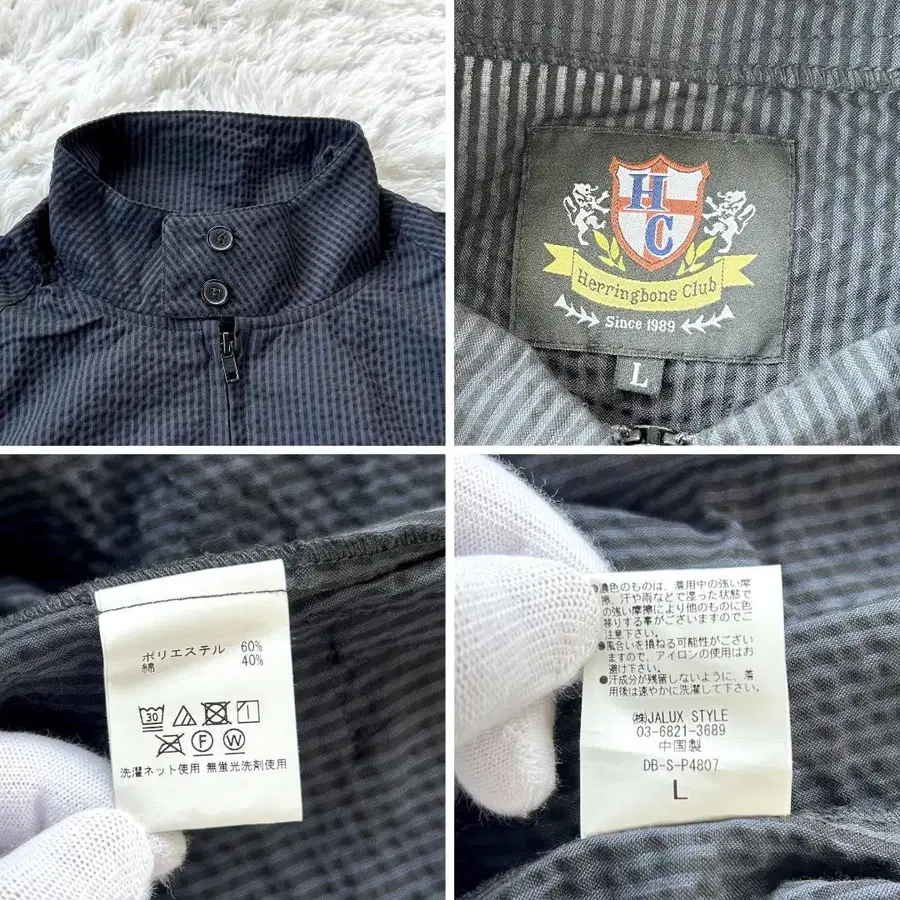 H
C
Herringbone Club
Since 1989
L
ポリエステル 60%
綿 40%
30
F W
洗濯ネット使用 無蛍光洗剤使用
●濃色のものは、着用中の強い摩
擦、汗や雨などで湿った状態で
の強い摩擦により他のものに色
移りする事がございますのでご
注意下さい。
●風合いを損ねる可能性がござい
ますので、アイロンの使用はお
避け下さい。
●汗成分が残留しないように、着
用後は速やかに洗濯して下さい。
㈱JALUX STYLE
03-6821-3689
中国製
DB-S-P4807
L